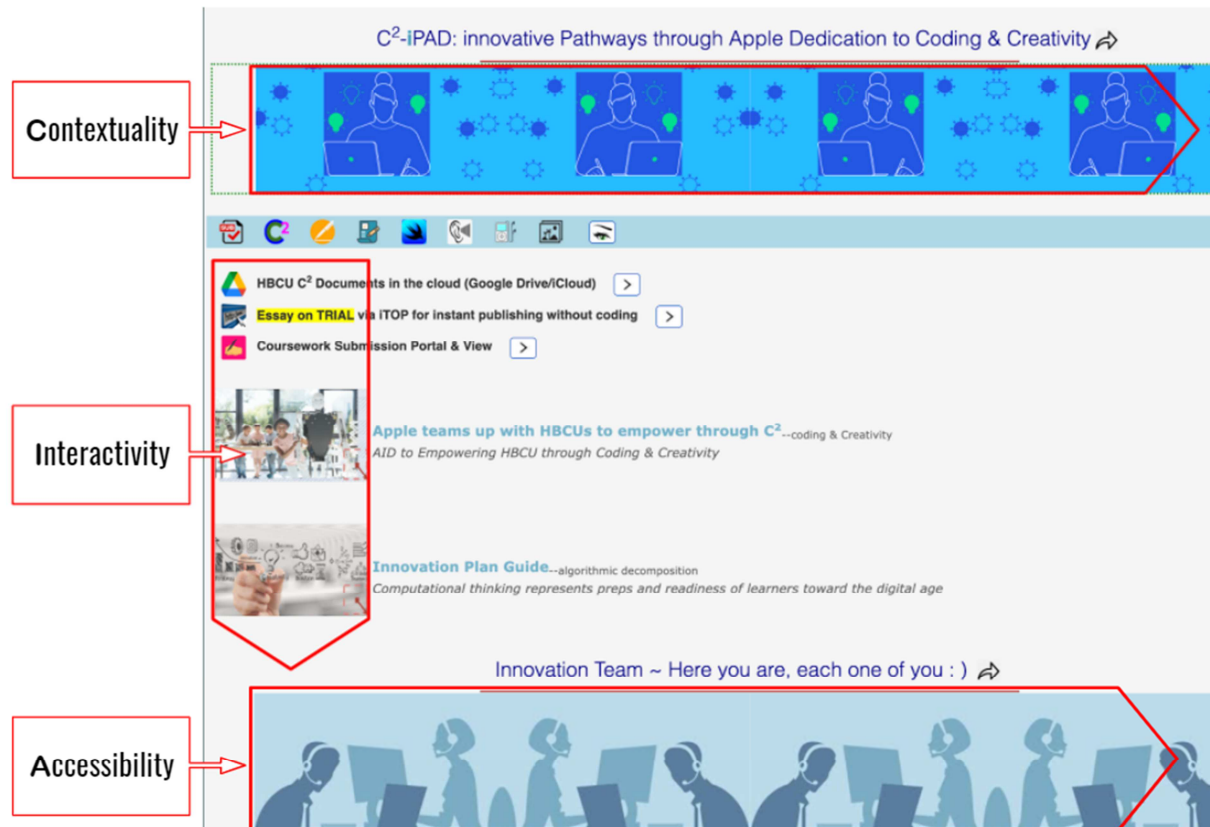 C²-iPAD: innovative Pathways through Apple Dedication to Coding & Creativity
Contextuality
C²
HBCU C² Documents in the cloud (Google Drive/iCloud)
Essay on TRIAL via iTOP for instant publishing without coding
Coursework Submission Portal & View
Interactivity
Apple teams up with HBCUs to empower through C²--coding & Creativity
AID to Empowering HBCU through Coding & Creativity
Innovation Plan Guide--algorithmic decomposition
Computational thinking represents preps and readiness of learners toward the digital age
Innovation Team ~ Here you are, each one of you : )
Accessibility